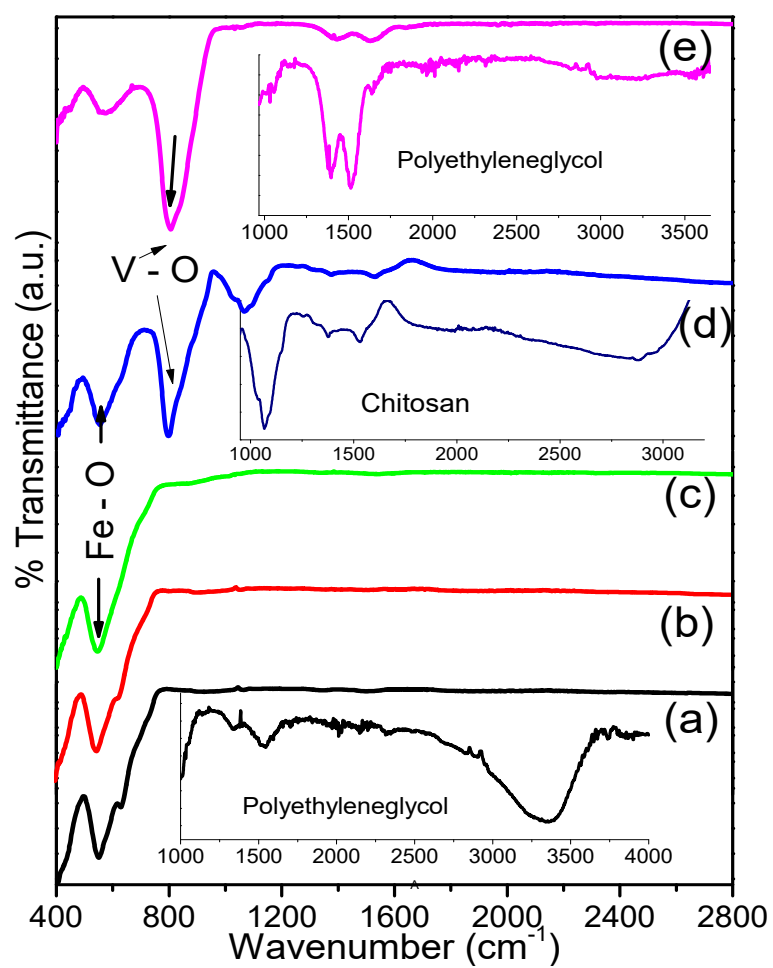 (e)
Polyethyleneglycol
1000 1500 2000 2500 3000 3500
V - O
(d)
Chitosan
1000 1500 2000 2500 3000
% Transmittance (a.u.)
Fe - O
(c)
(b)
(a)
Polyethyleneglycol
1000 1500 2000 2500 3000 3500 4000
400 800 1200 1600 2000 2400 2800
Wavenumber (cm⁻¹)